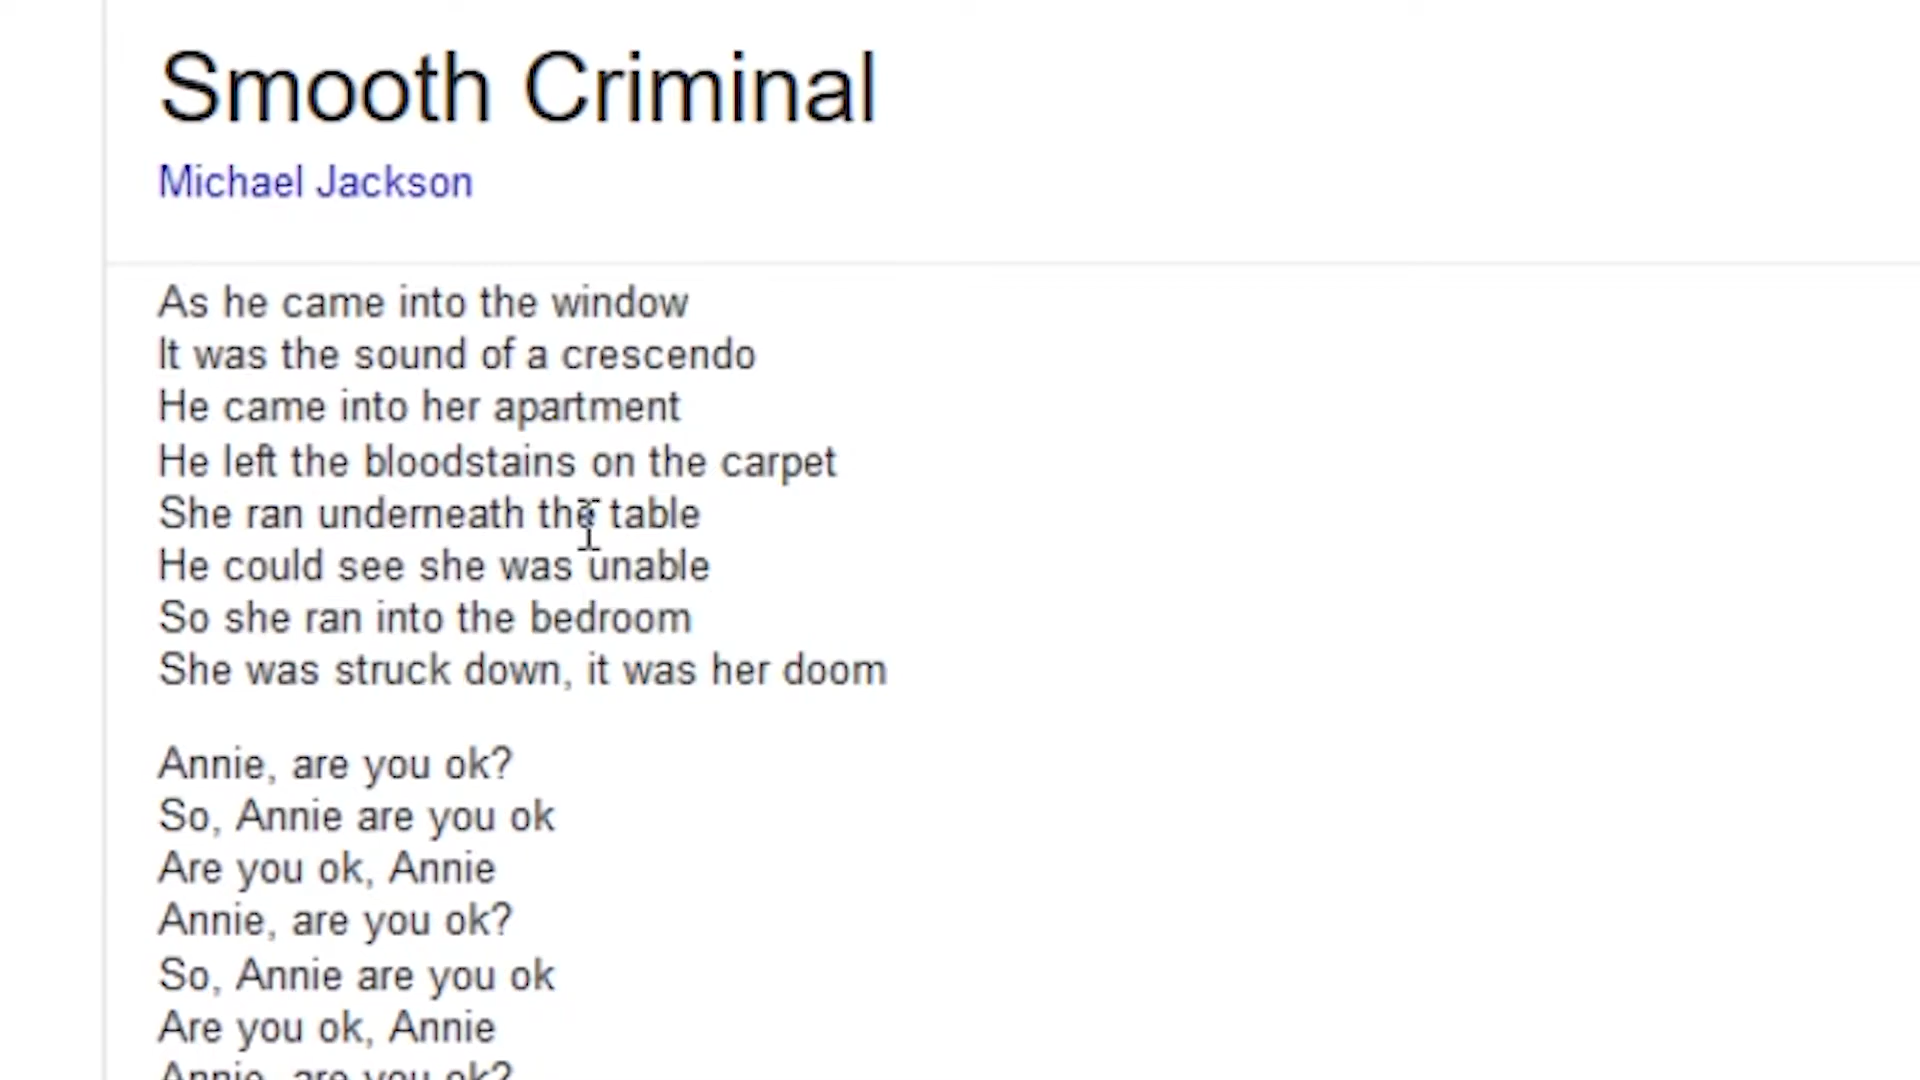 Smooth Criminal
Michael Jackson
As he came into the window
It was the sound of a crescendo
He came into her apartment
He left the bloodstains on the carpet
She ran underneath the table
He could see she was unable
So she ran into the bedroom
She was struck down, it was her doom
Annie, are you ok?
So, Annie are you ok
Are you ok, Annie
Annie, are you ok?
So, Annie are you ok
Are you ok, Annie
Annie, are you ok?